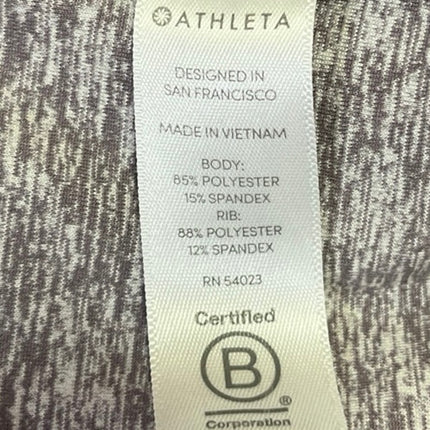 ATHLETA
DESIGNED IN
SAN FRANCISCO
MADE IN VIETNAM
BODY:
85% POLYESTER
15% SPANDEX
RIB:
88% POLYESTER
12% SPANDEX
RN 54023
Certified
B
®
Corporation